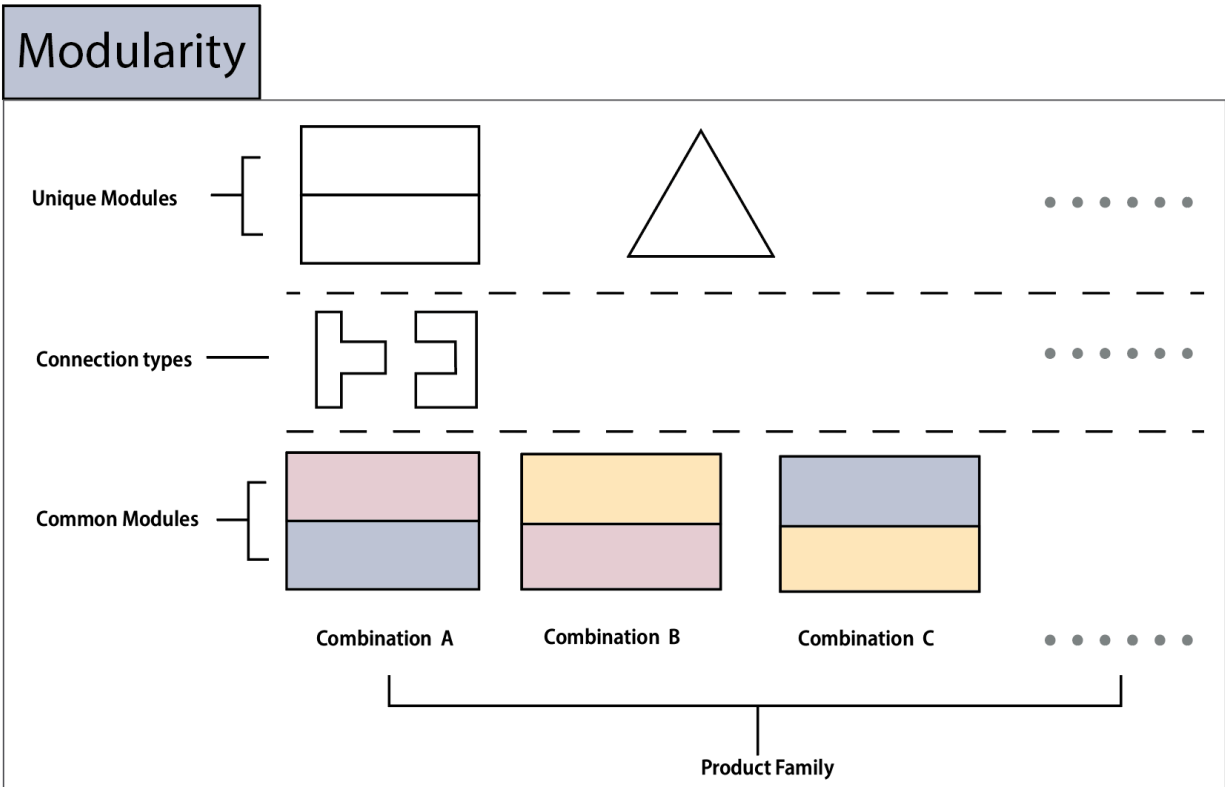 Modularity
Unique Modules
Connection types
Common Modules
Combination A
Combination B
Combination C
Product Family